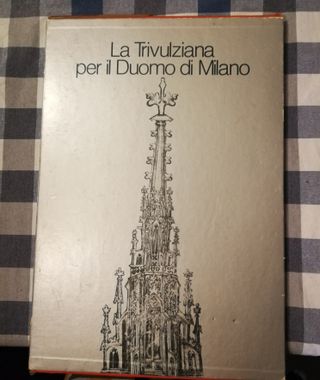 La Trivulziana
per il Duomo di Milano